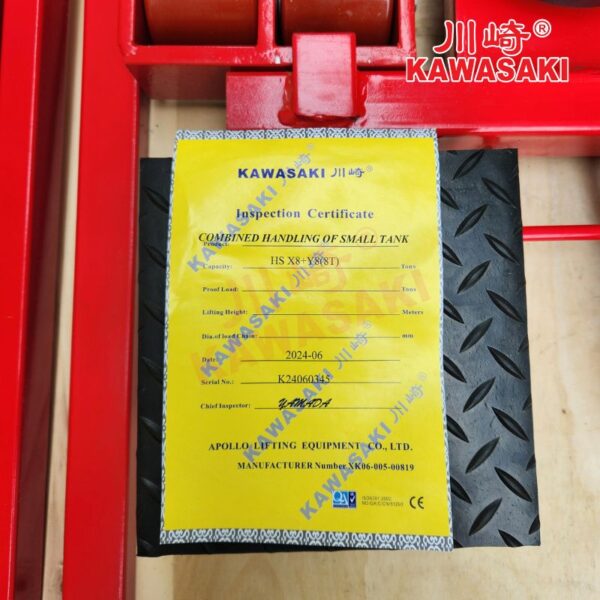 川崎®
KAWASAKI
KAWASAKI 川崎®
Inspection Certificate
COMBINED HANDLING OF SMALL TANK
Product:
HS X8+Y8(8T)
Capacity: Tons
Proof Load: Tons
Lifting Height: Meters
Dia.of load Chain: mm
Date: 2024-06
Serial No.: K24060345
Chief Inspector: YAMADA
APOLLO LIFTING EQUIPMENT CO., LTD.
MANUFACTURER Number XK06-005-00819
CE